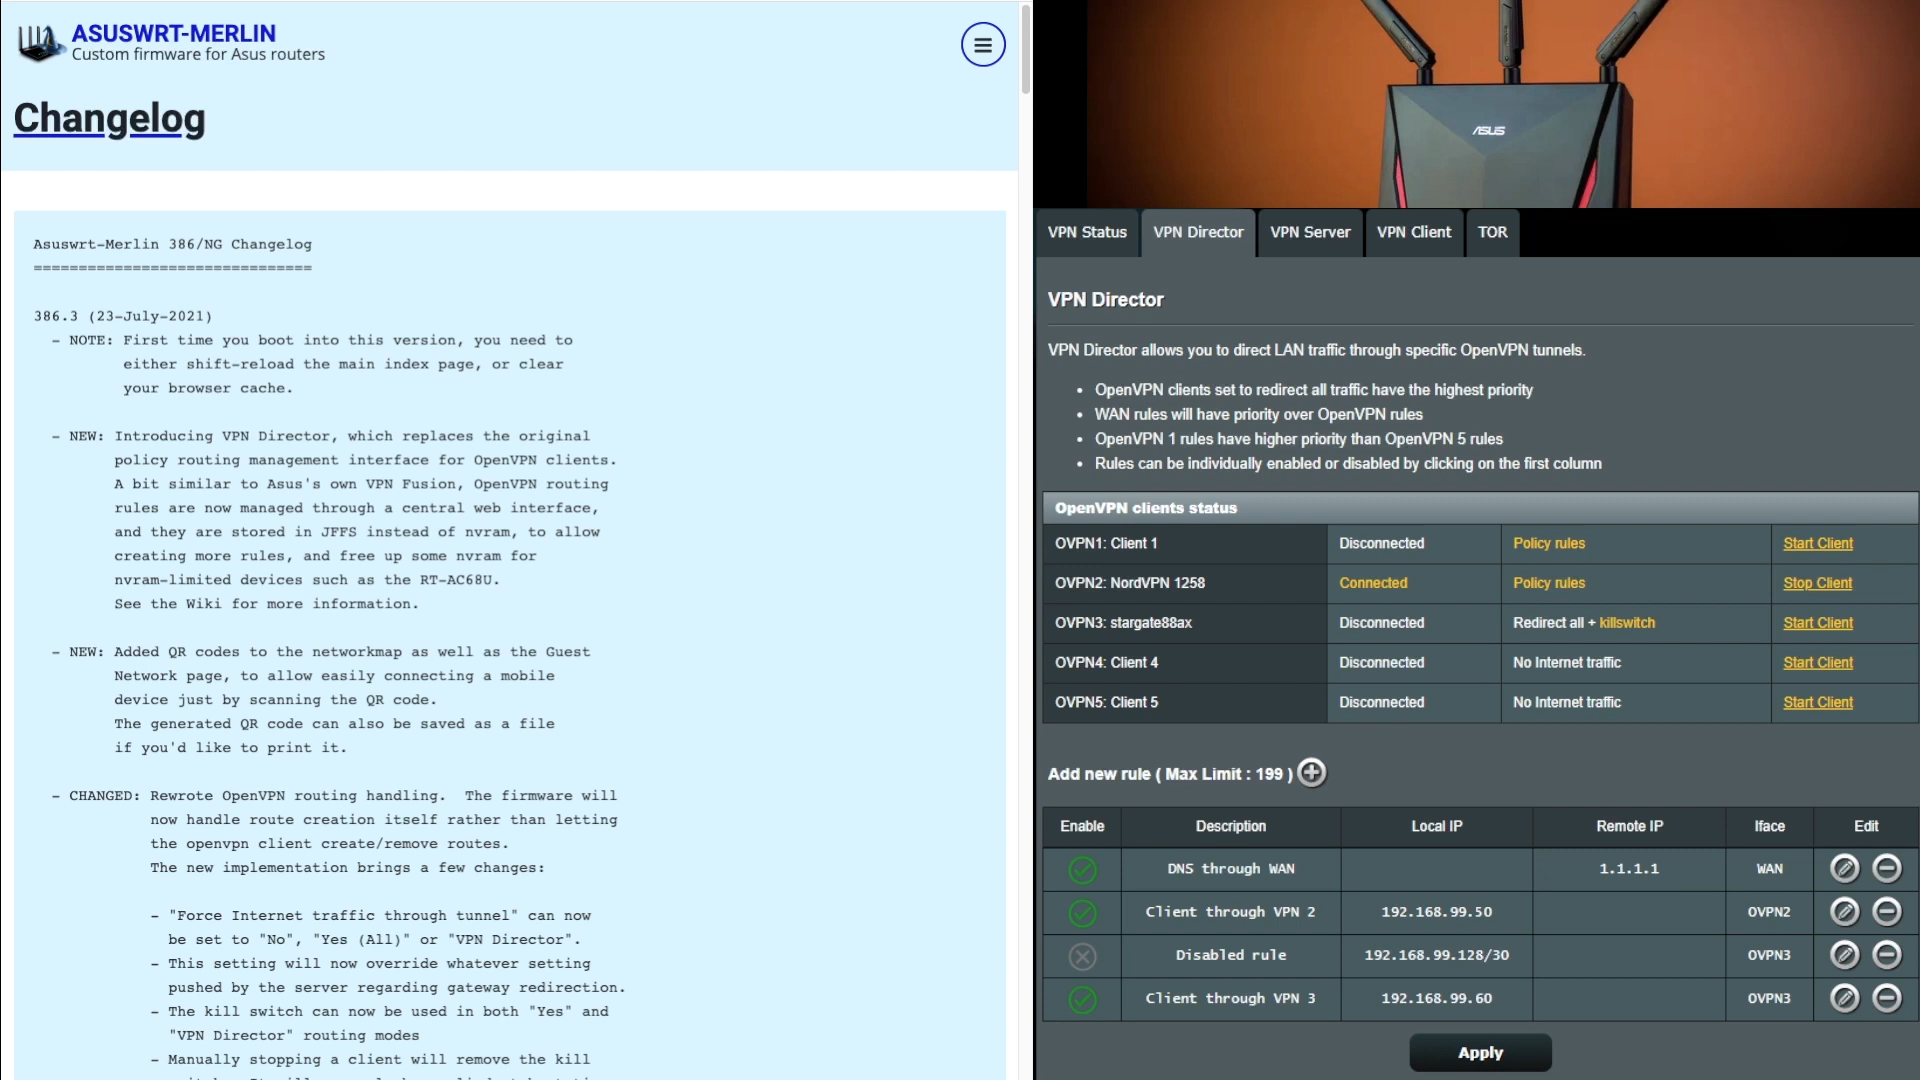 ASUSWRT-MERLIN
Custom firmware for Asus routers
Changelog
Asuswrt-Merlin 386/NG Changelog
===============================
386.3 (23-July-2021)
- NOTE: First time you boot into this version, you need to
either shift-reload the main index page, or clear
your browser cache.
- NEW: Introducing VPN Director, which replaces the original
policy routing management interface for OpenVPN clients.
A bit similar to Asus's own VPN Fusion, OpenVPN routing
rules are now managed through a central web interface,
and they are stored in JFFS instead of nvram, to allow
creating more rules, and free up some nvram for
nvram-limited devices such as the RT-AC68U.
See the Wiki for more information.
- NEW: Added QR codes to the networkmap as well as the Guest
Network page, to allow easily connecting a mobile
device just by scanning the QR code.
The generated QR code can also be saved as a file
if you'd like to print it.
- CHANGED: Rewrote OpenVPN routing handling. The firmware will
now handle route creation itself rather than letting
the openvpn client create/remove routes.
The new implementation brings a few changes:
- "Force Internet traffic through tunnel" can now
be set to "No", "Yes (All)" or "VPN Director".
- This setting will now override whatever setting
pushed by the server regarding gateway redirection.
- The kill switch can now be used in both "Yes" and
"VPN Director" routing modes
- Manually stopping a client will remove the kill
ASUS
VPN Status VPN Director VPN Server VPN Client TOR
VPN Director
VPN Director allows you to direct LAN traffic through specific OpenVPN tunnels.
• OpenVPN clients set to redirect all traffic have the highest priority
• WAN rules will have priority over OpenVPN rules
• OpenVPN 1 rules have higher priority than OpenVPN 5 rules
• Rules can be individually enabled or disabled by clicking on the first column
OpenVPN clients status
OVPN1: Client 1 Disconnected Policy rules Start Client
OVPN2: NordVPN 1258 Connected Policy rules Stop Client
OVPN3: stargate88ax Disconnected Redirect all + killswitch Start Client
OVPN4: Client 4 Disconnected No Internet traffic Start Client
OVPN5: Client 5 Disconnected No Internet traffic Start Client
Add new rule ( Max Limit : 199 )
Enable Description Local IP Remote IP Iface Edit
DNS through WAN 1.1.1.1 WAN
Client through VPN 2 192.168.99.50 OVPN2
Disabled rule 192.168.99.128/30 OVPN3
Client through VPN 3 192.168.99.60 OVPN3
Apply